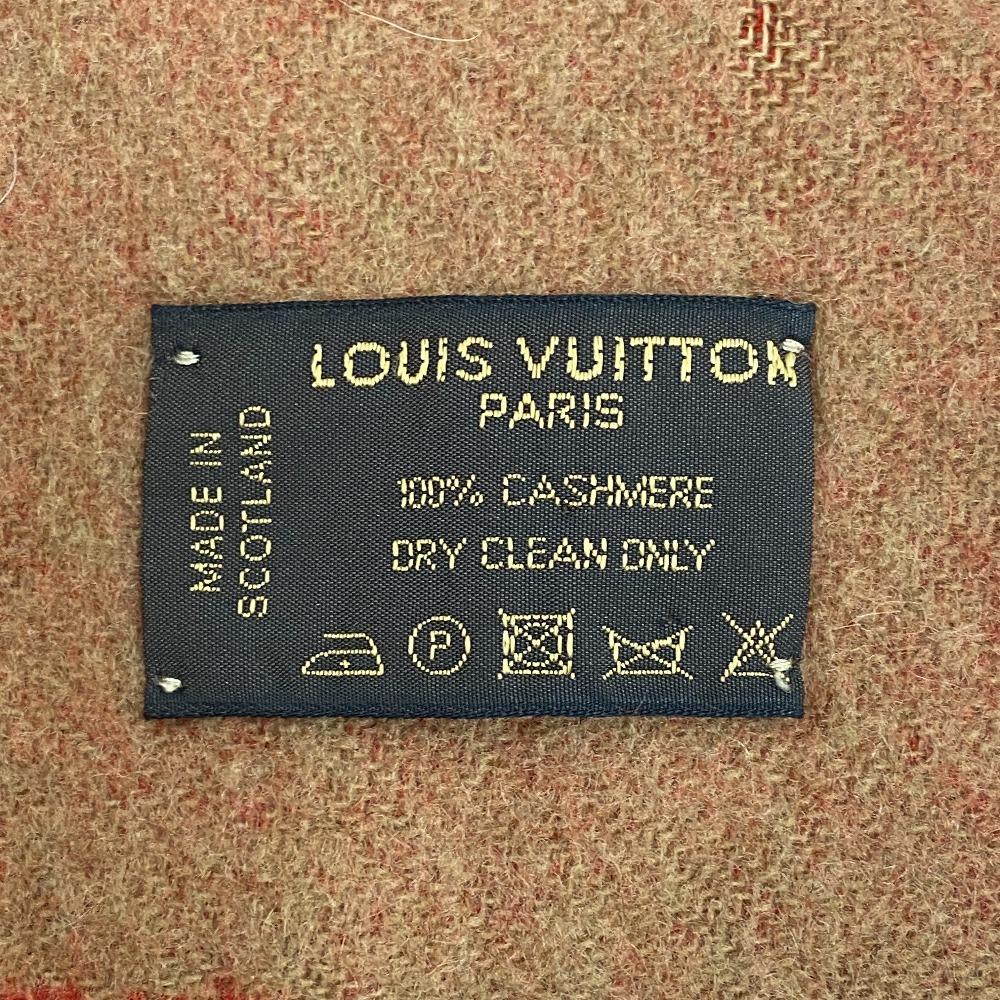 LOUIS VUITTON
PARIS
100% CASHMERE
DRY CLEAN ONLY
P
MADE IN
SCOTLAND